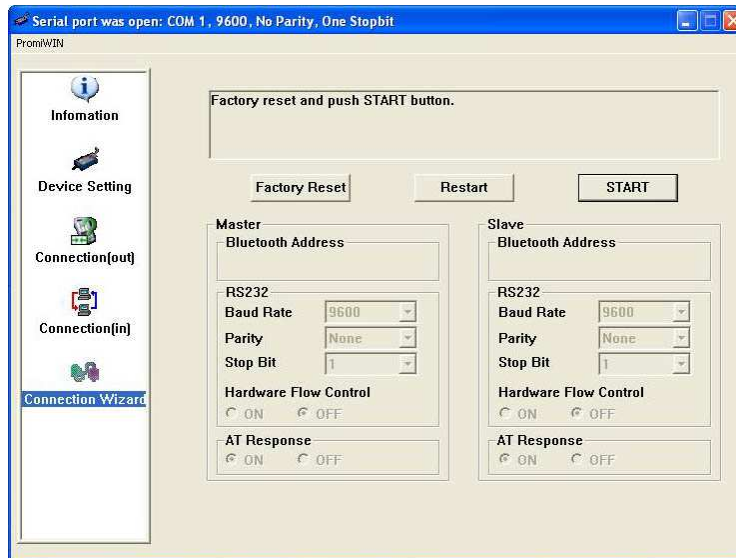 Serial port was open: COM 1, 9600, No Parity, One Stopbit
PromiWIN
Infomation
Device Setting
Connection(out)
Connection(in)
Connection Wizard
Factory reset and push START button.
Factory Reset
Restart
START
Master
Bluetooth Address
RS232
Baud Rate 9600
Parity None
Stop Bit 1
Hardware Flow Control
ON OFF
AT Response
ON OFF
Slave
Bluetooth Address
RS232
Baud Rate 9600
Parity None
Stop Bit 1
Hardware Flow Control
ON OFF
AT Response
ON OFF